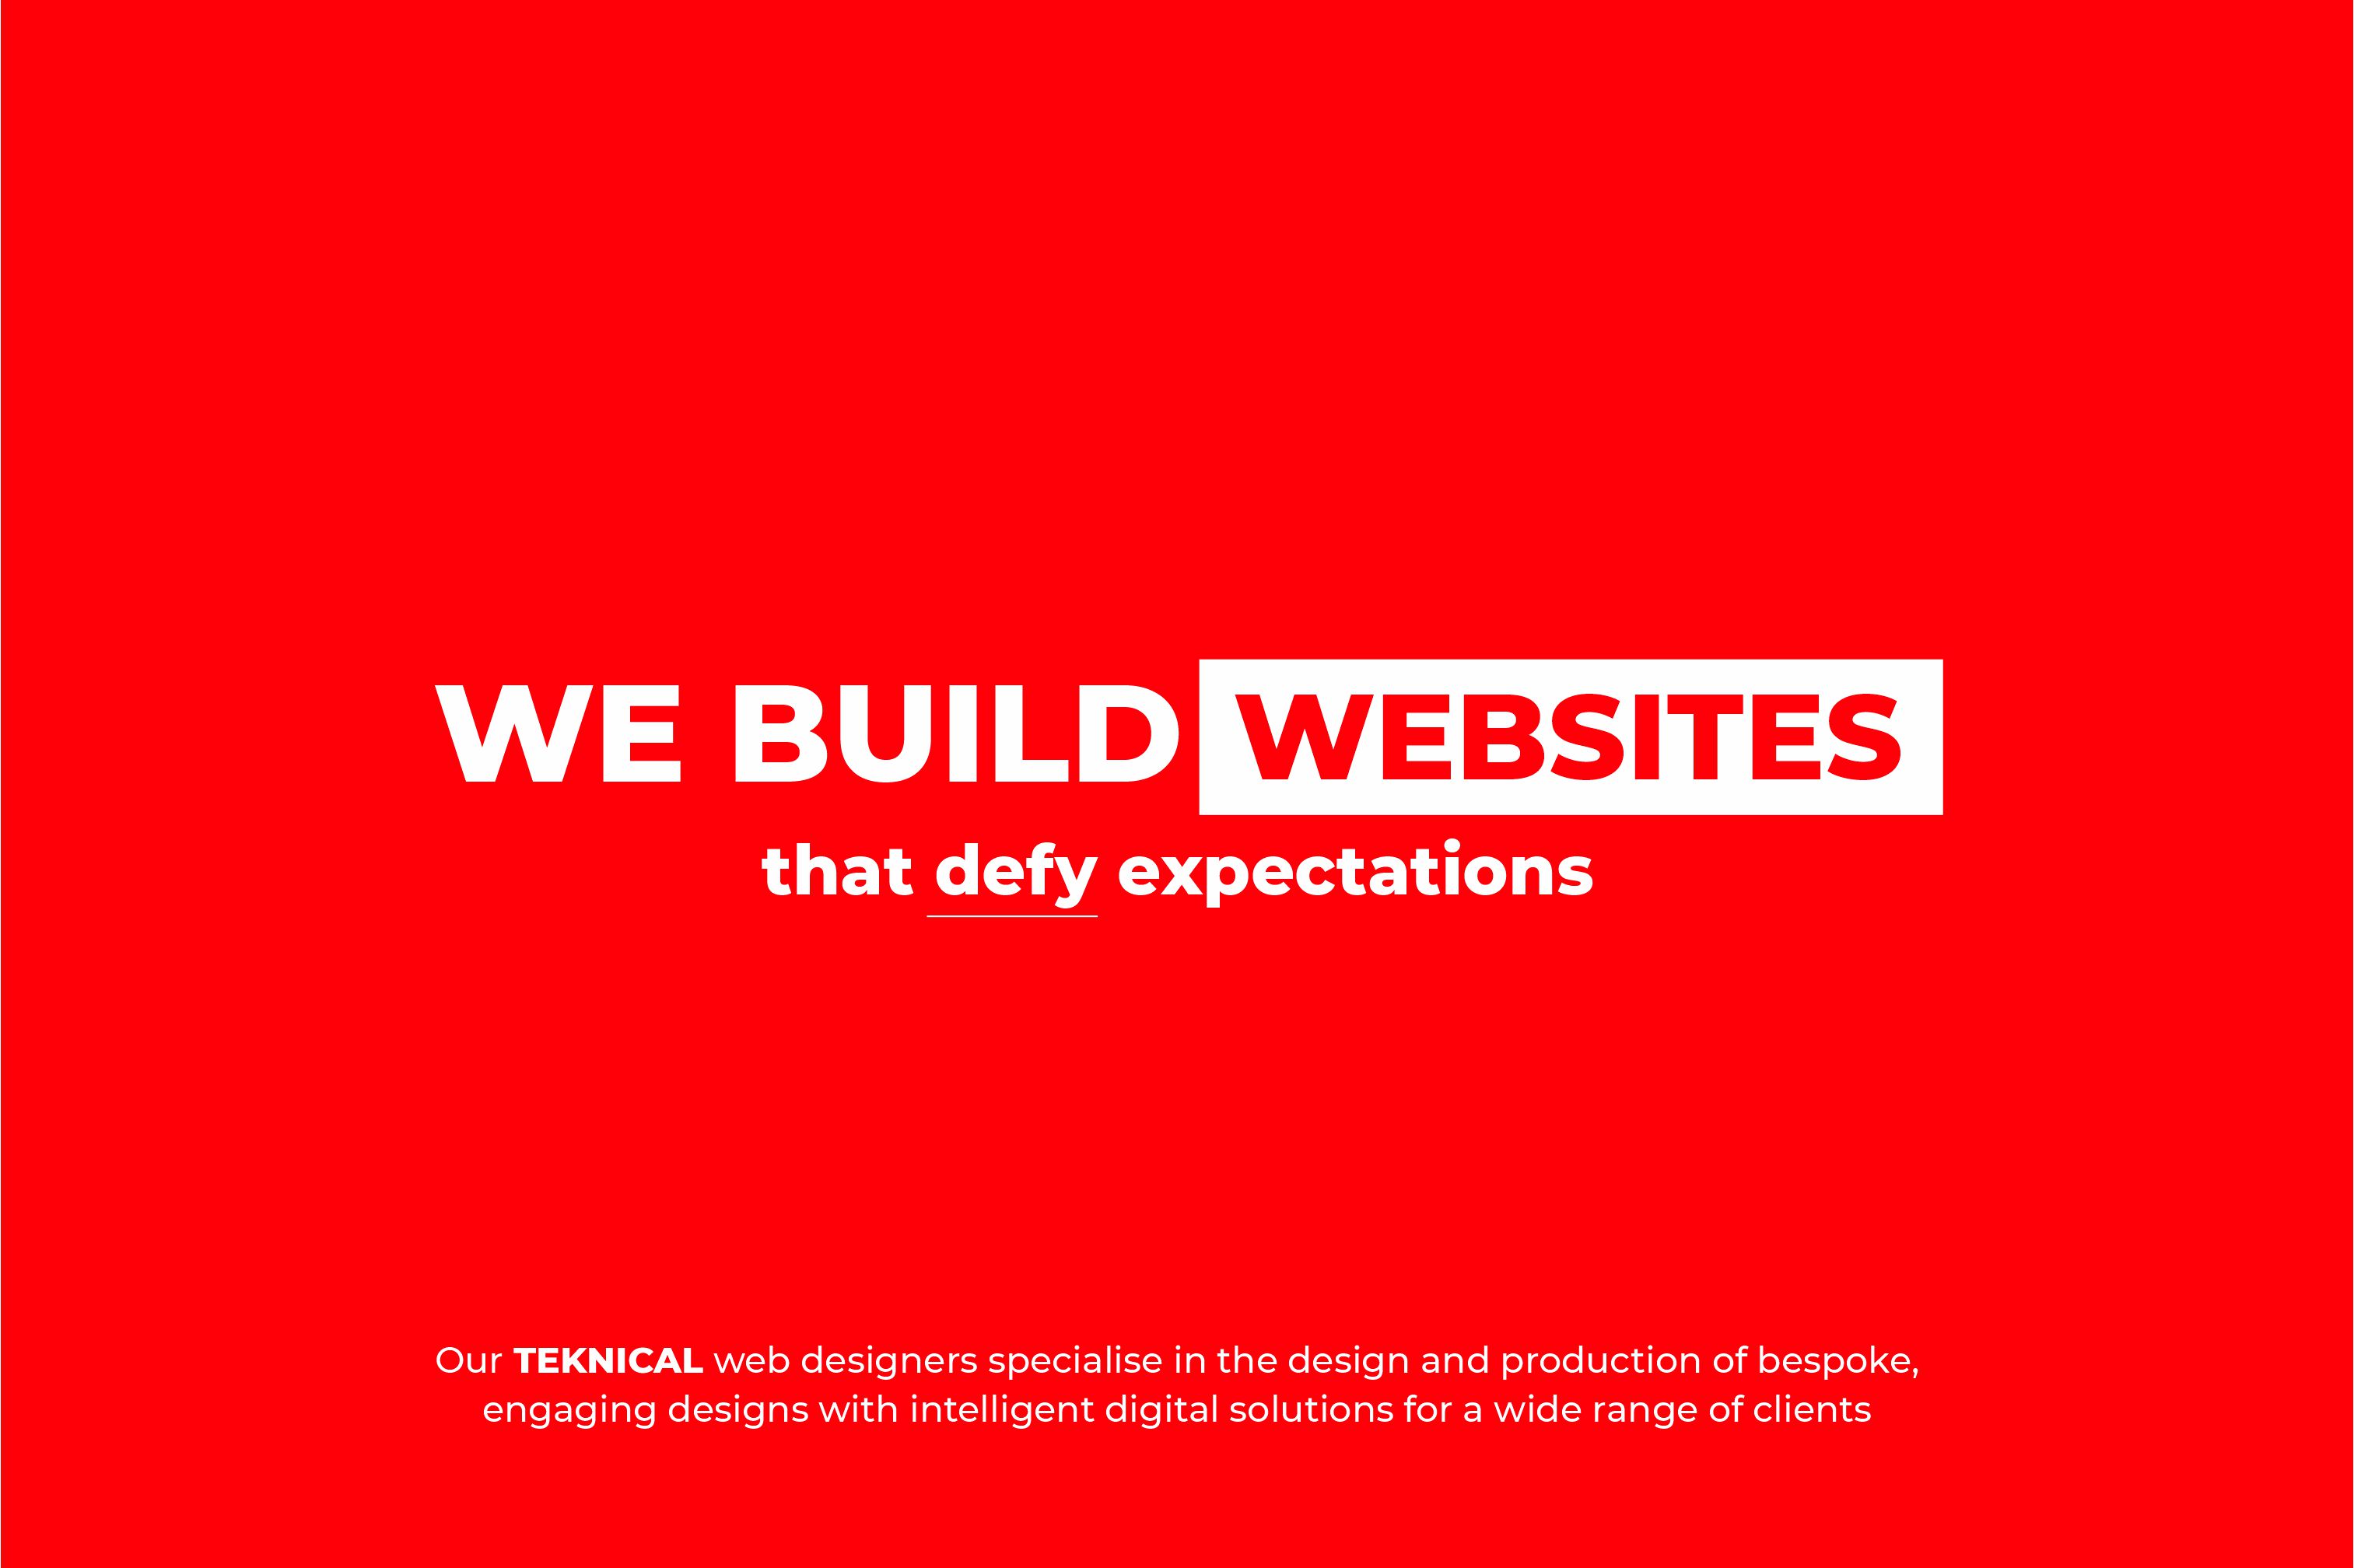 WE BUILD WEBSITES
that defy expectations
Our TEKNICAL web designers specialise in the design and production of bespoke,
engaging designs with intelligent digital solutions for a wide range of clients